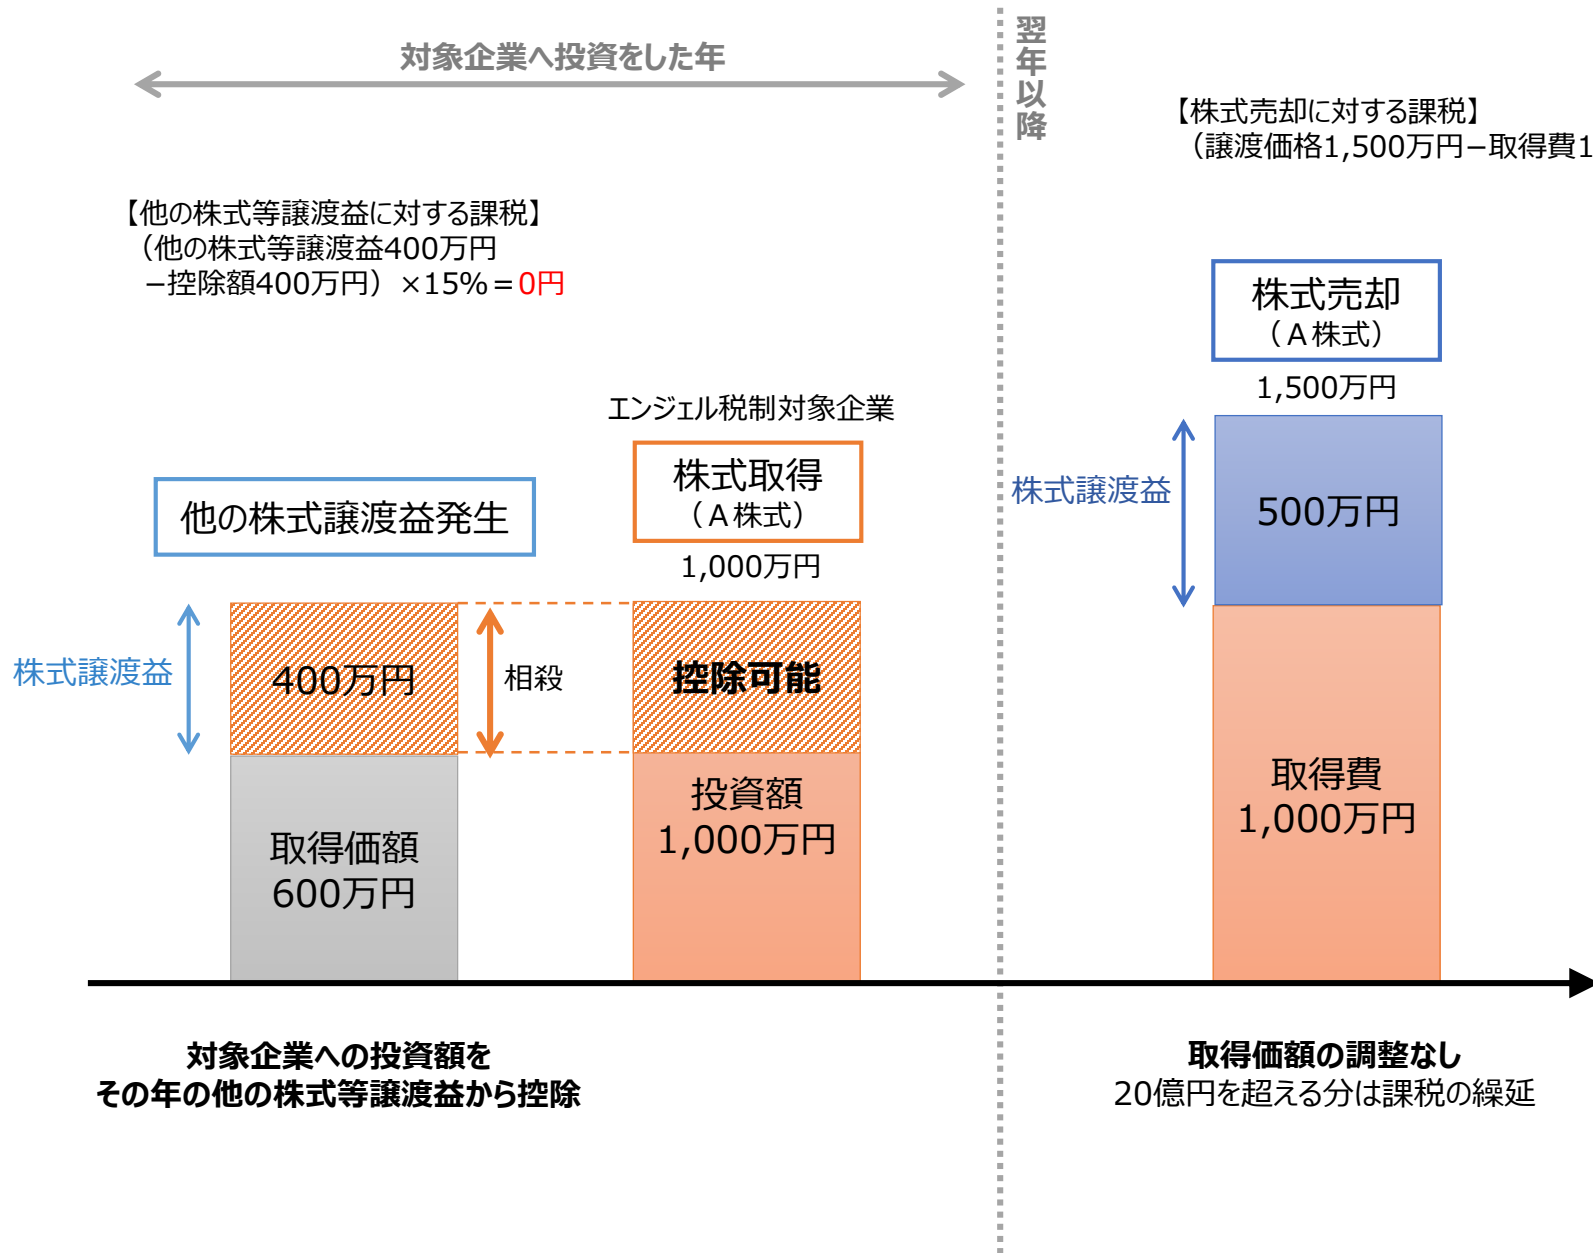 対象企業へ投資をした年
翌年以降
【株式売却に対する課税】
（譲渡価格1,500万円−取得費1
【他の株式等譲渡益に対する課税】
（他の株式等譲渡益400万円
−控除額400万円）×15%＝0円
株式売却
（Ａ株式）
1,500万円
エンジェル税制対象企業
株式取得
（Ａ株式）
1,000万円
他の株式譲渡益発生
株式譲渡益
500万円
株式譲渡益
400万円
相殺
控除可能
取得価額
600万円
投資額
1,000万円
取得費
1,000万円
対象企業への投資額を
その年の他の株式等譲渡益から控除
取得価額の調整なし
20億円を超える分は課税の繰延